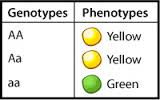 Genotypes Phenotypes
AA Yellow
Aa Yellow
aa Green